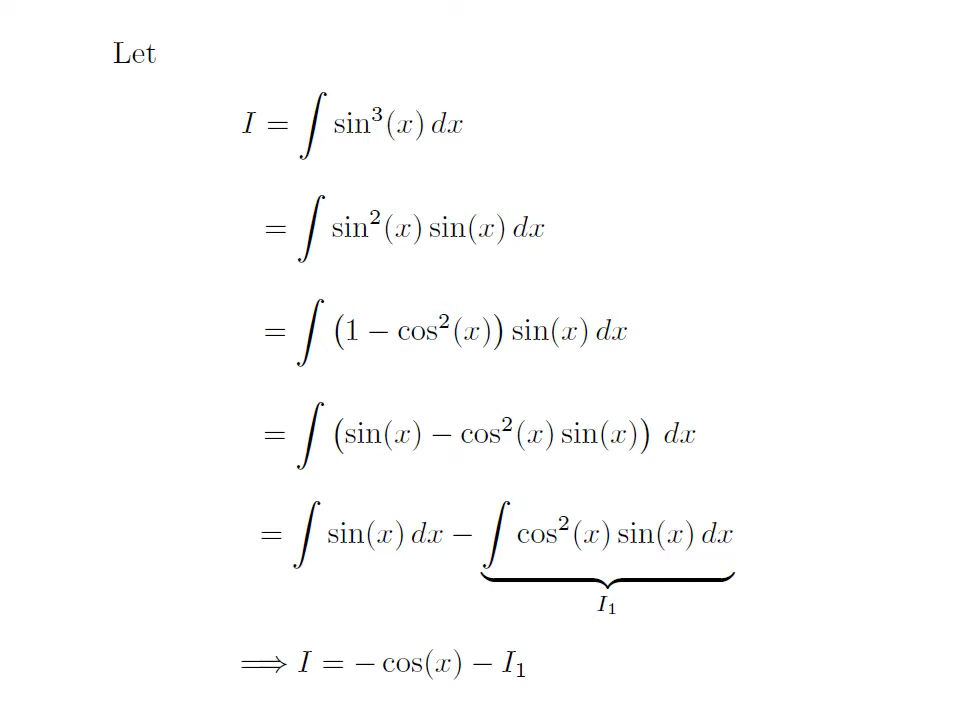 Let
I = ∫ sin³(x) dx
= ∫ sin²(x) sin(x) dx
= ∫ (1 − cos²(x)) sin(x) dx
= ∫ (sin(x) − cos²(x) sin(x)) dx
= ∫ sin(x) dx − ∫ cos²(x) sin(x) dx
I₁
⟹ I = − cos(x) − I₁